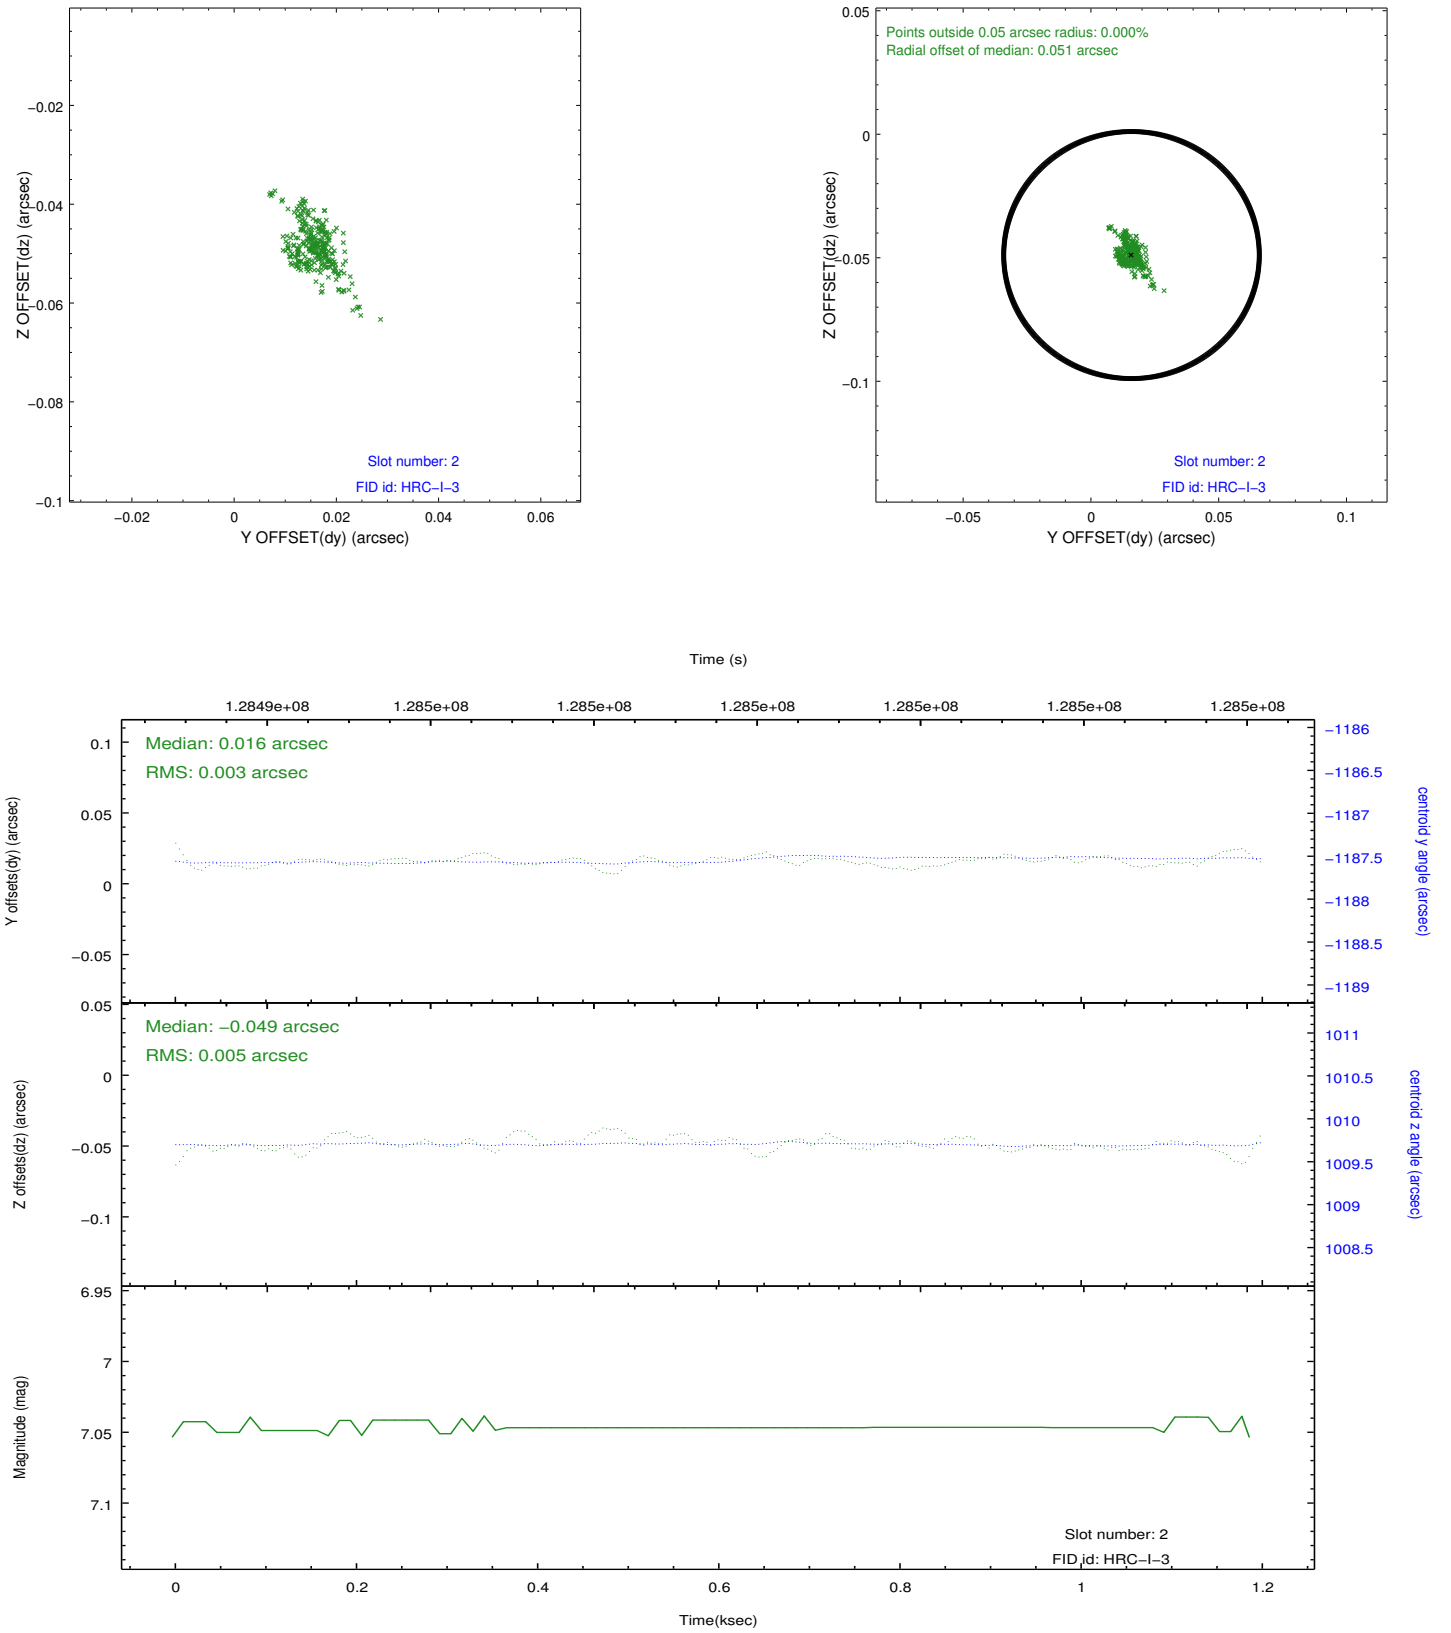 −0.02
−0.04
−0.06
−0.08
−0.1
Z OFFSET(dz) (arcsec)
Slot number: 2
FID id: HRC−I−3
−0.02
0
0.02
0.04
0.06
Y OFFSET(dy) (arcsec)
0.05
0
−0.05
−0.1
Z OFFSET(dz) (arcsec)
Points outside 0.05 arcsec radius: 0.000%
Radial offset of median: 0.051 arcsec
Slot number: 2
FID id: HRC−I−3
−0.05
0
0.05
0.1
Y OFFSET(dy) (arcsec)
Time (s)
1.2849e+08
1.285e+08
1.285e+08
1.285e+08
1.285e+08
1.285e+08
1.285e+08
0.1
0.05
0
−0.05
Y offsets(dy) (arcsec)
Median: 0.016 arcsec
RMS: 0.003 arcsec
−1186
−1186.5
−1187
−1187.5
−1188
−1188.5
−1189
centroid y angle (arcsec)
0.05
0
−0.05
−0.1
Z offsets(dz) (arcsec)
Median: −0.049 arcsec
RMS: 0.005 arcsec
1011
1010.5
1010
1009.5
1009
1008.5
centroid z angle (arcsec)
6.95
7
7.05
7.1
Magnitude (mag)
Slot number: 2
FID id: HRC−I−3
0
0.2
0.4
0.6
0.8
1
1.2
Time(ksec)